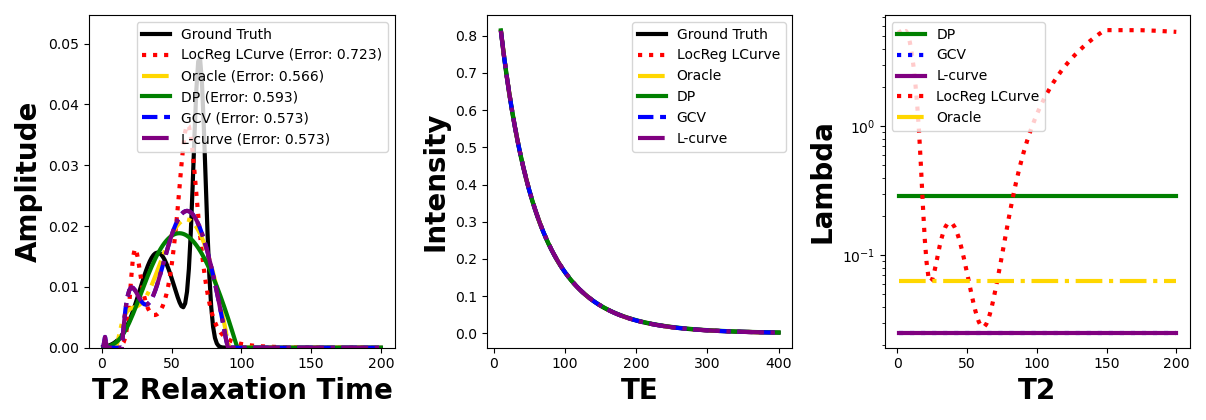 Amplitude
0.05
0.04
0.03
0.02
0.01
0.00
Ground Truth
LocReg LCurve (Error: 0.723)
Oracle (Error: 0.566)
DP (Error: 0.593)
GCV (Error: 0.573)
L-curve (Error: 0.573)
0 50 100 150 200
T2 Relaxation Time
Intensity
0.8
0.7
0.6
0.5
0.4
0.3
0.2
0.1
0.0
Ground Truth
LocReg LCurve
Oracle
DP
GCV
L-curve
0 100 200 300 400
TE
Lambda
10⁰
10⁻¹
DP
GCV
L-curve
LocReg LCurve
Oracle
0 50 100 150 200
T2